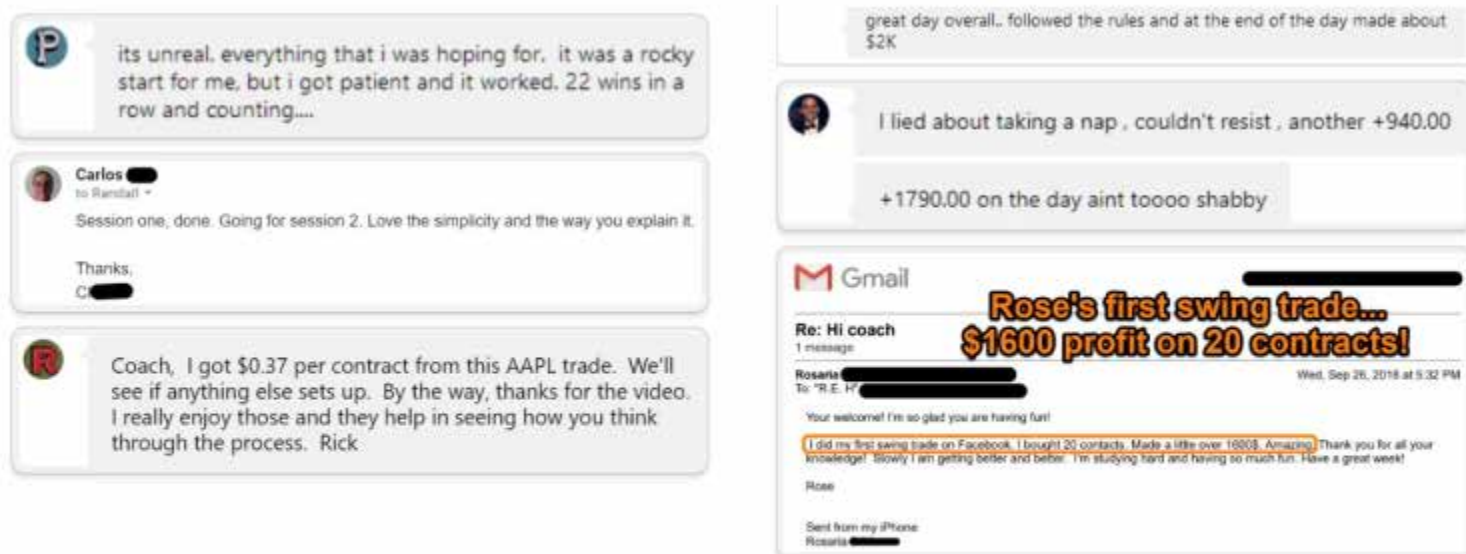 P
its unreal. everything that i was hoping for. it was a rocky
start for me, but i got patient and it worked. 22 wins in a
row and counting....
Carlos
to Randall
Session one, done. Going for session 2. Love the simplicity and the way you explain it.
Thanks,
C
R
Coach, I got $0.37 per contract from this AAPL trade. We'll
see if anything else sets up. By the way, thanks for the video.
I really enjoy those and they help in seeing how you think
through the process. Rick
great day overall.. followed the rules and at the end of the day made about
$2K
I lied about taking a nap , couldn't resist , another +940.00
+1790.00 on the day aint toooo shabby
Gmail
Rose's first swing trade...
$1600 profit on 20 contracts!
Re: Hi coach
1 message
Rosaria
Wed, Sep 26, 2018 at 5:32 PM
To: "R.E. H
Your welcome! I'm so glad you are having fun!
I did my first swing trade on Facebook. I bought 20 contacts. Made a little over 1600$. Amazing. Thank you for all your
knowledge! Slowly I am getting better and better. I'm studying hard and having so much fun. Have a great week!
Rose
Sent from my iPhone
Rosaria